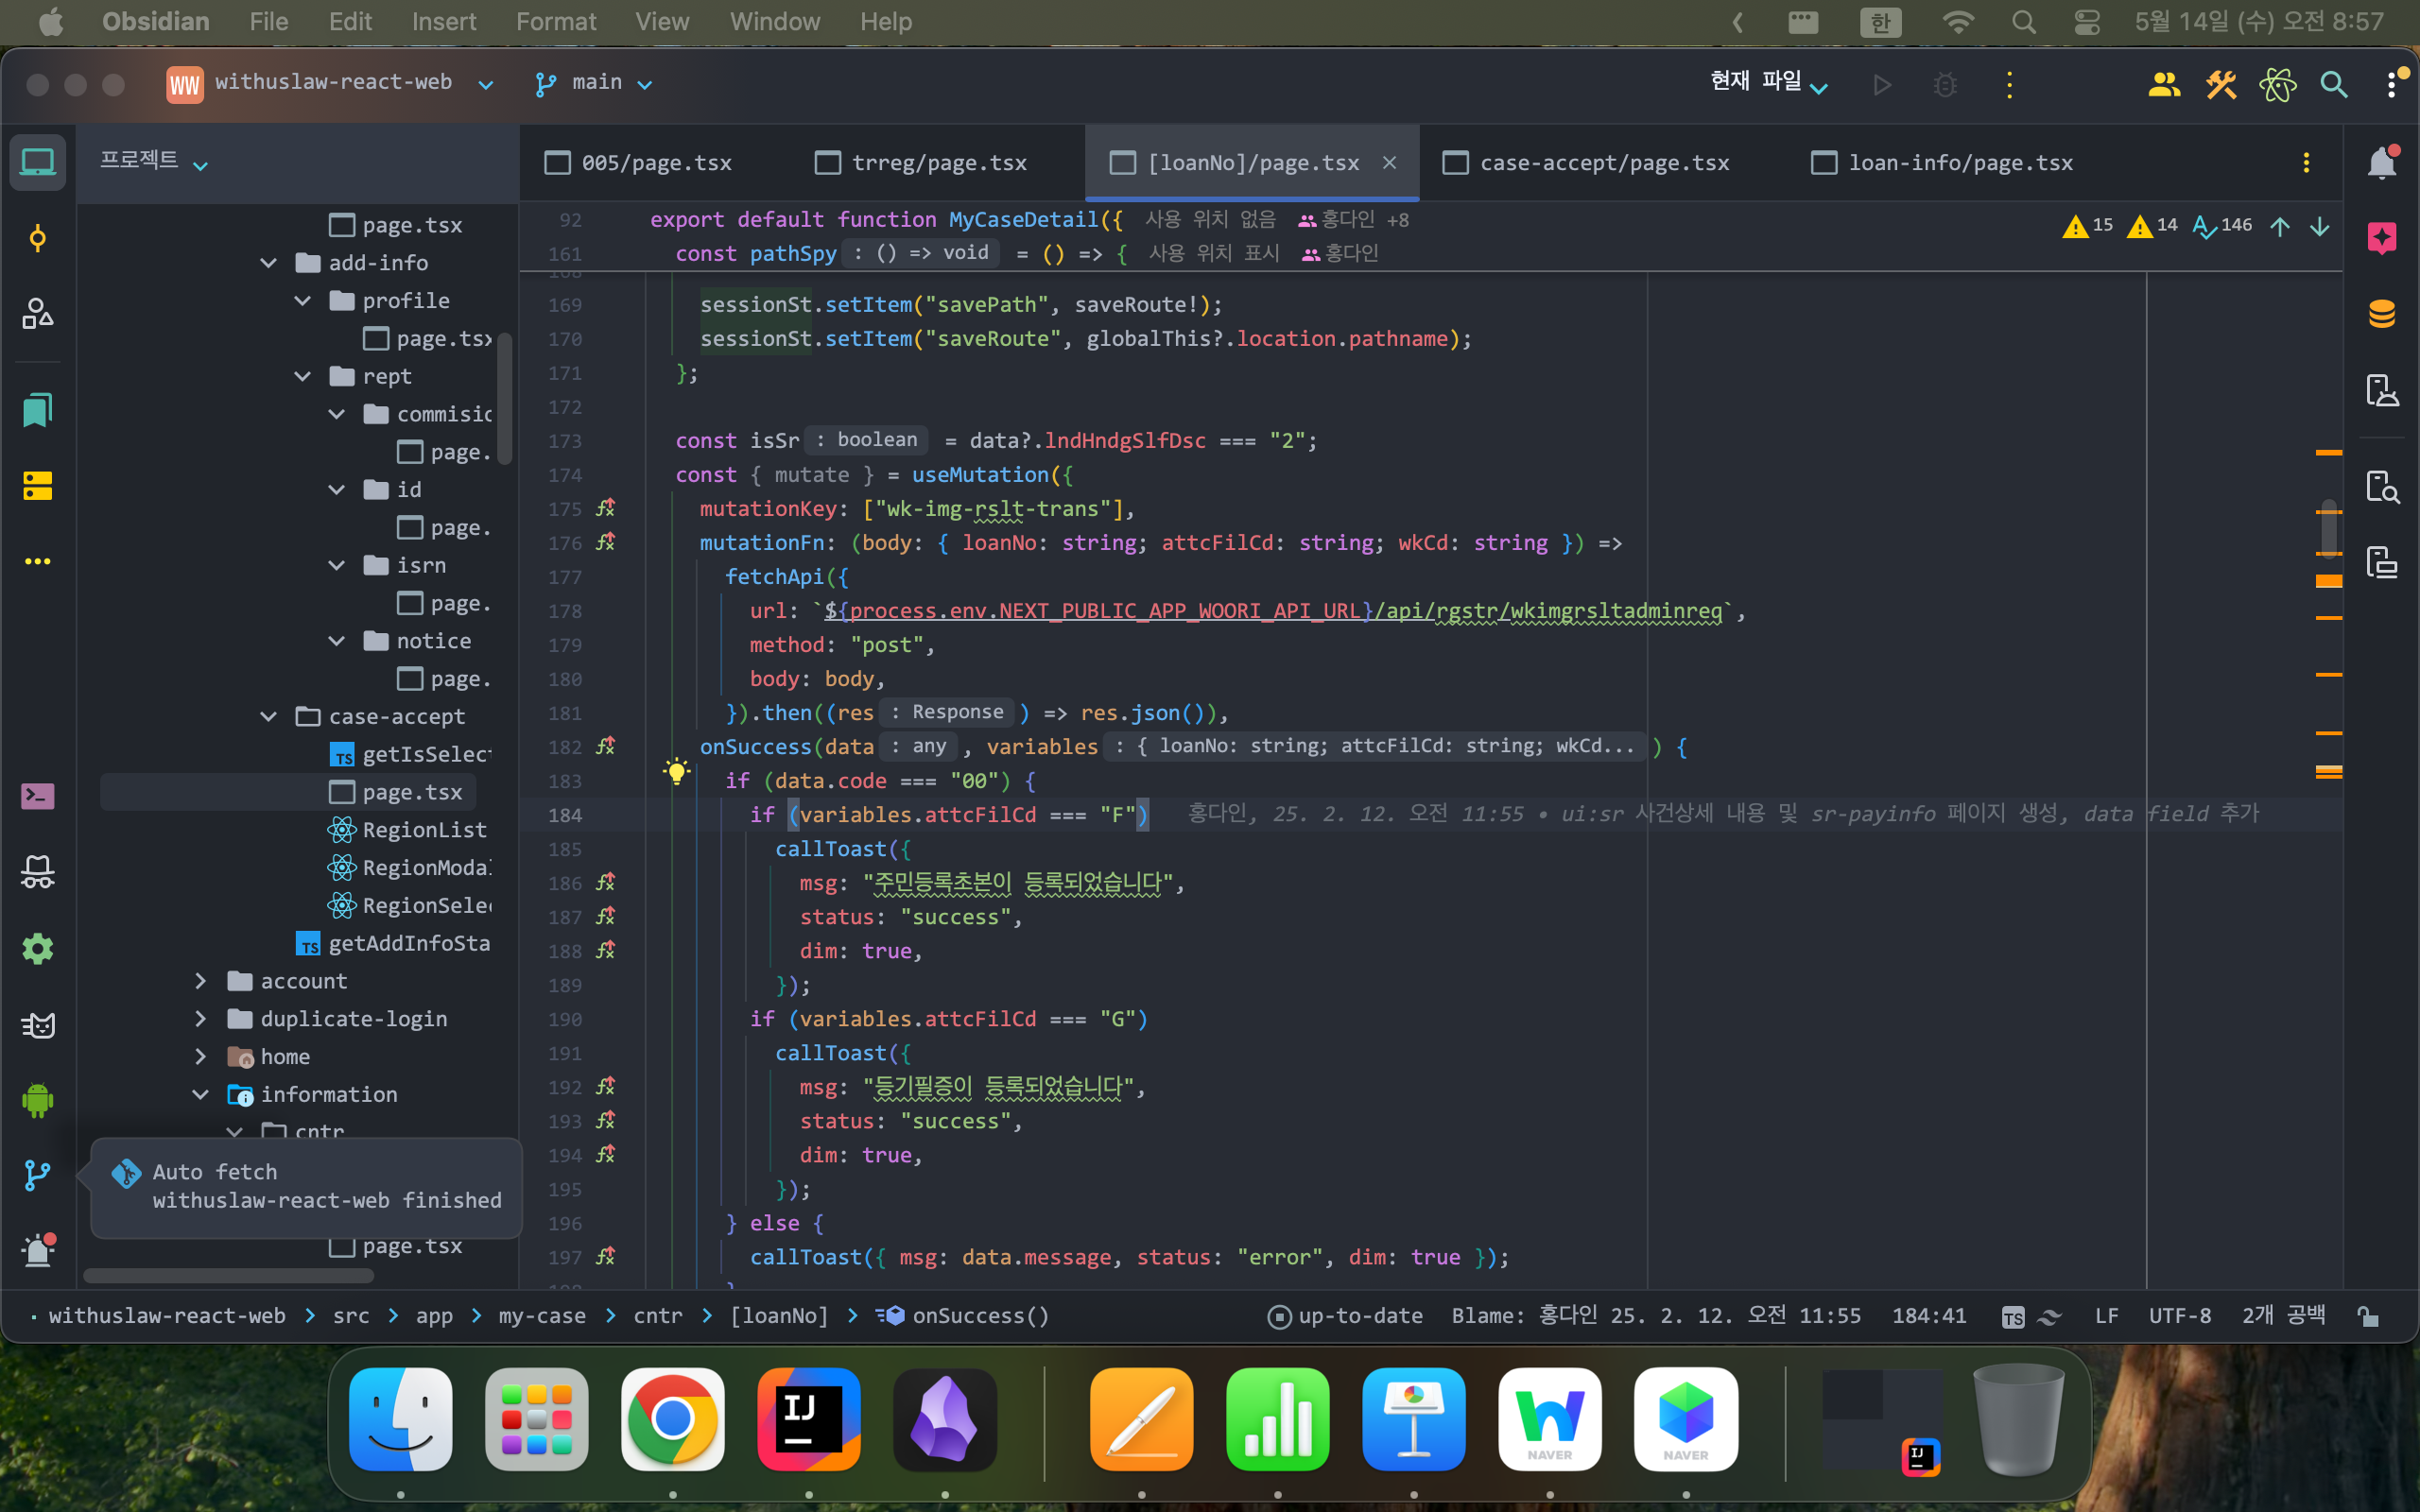 Obsidian File Edit Insert Format View Window Help 한 5월 14일 (수) 오전 8:57
WW withuslaw-react-web main 현재 파일
프로젝트
005/page.tsx trreg/page.tsx [loanNo]/page.tsx × case-accept/page.tsx loan-info/page.tsx
page.tsx
add-info
profile
page.tsx
rept
commisio
page.
id
page.
isrn
page.
notice
page.
case-accept
getIsSelect
page.tsx
RegionList
RegionModa
RegionSele
getAddInfoSta
account
duplicate-login
home
information
cntr
page.tsx
Auto fetch
withuslaw-react-web finished
15 14 146
92 export default function MyCaseDetail({ 사용 위치 없음 홍다인 +8
161 const pathSpy : () => void = () => { 사용 위치 표시 홍다인
169 sessionSt.setItem("savePath", saveRoute!);
170 sessionSt.setItem("saveRoute", globalThis?.location.pathname);
171 };
172
173 const isSr : boolean = data?.lndHndgSlfDsc === "2";
174 const { mutate } = useMutation({
175 mutationKey: ["wk-img-rslt-trans"],
176 mutationFn: (body: { loanNo: string; attcFilCd: string; wkCd: string }) =>
177 fetchApi({
178 url: `${process.env.NEXT_PUBLIC_APP_WOORI_API_URL}/api/rgstr/wkimgrsltadminreq`,
179 method: "post",
180 body: body,
181 }).then((res : Response ) => res.json()),
182 onSuccess(data : any , variables : { loanNo: string; attcFilCd: string; wkCd... ) {
183 if (data.code === "00") {
184 if (variables.attcFilCd === "F") 홍다인, 25. 2. 12. 오전 11:55 • ui:sr 사건상세 내용 및 sr-payinfo 페이지 생성, data field 추가
185 callToast({
186 msg: "주민등록초본이 등록되었습니다",
187 status: "success",
188 dim: true,
189 });
190 if (variables.attcFilCd === "G")
191 callToast({
192 msg: "등기필증이 등록되었습니다",
193 status: "success",
194 dim: true,
195 });
196 } else {
197 callToast({ msg: data.message, status: "error", dim: true });
withuslaw-react-web > src > app > my-case > cntr > [loanNo] > onSuccess() up-to-date Blame: 홍다인 25. 2. 12. 오전 11:55 184:41 TS LF UTF-8 2개 공백
IJ NAVER NAVER IJ